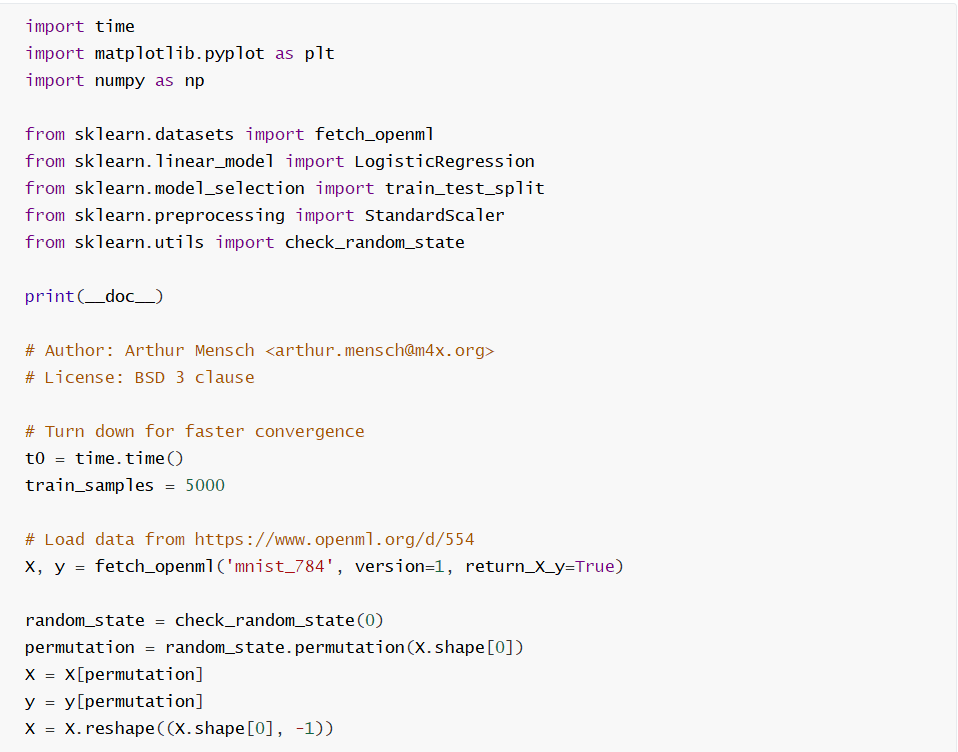 import time
import matplotlib.pyplot as plt
import numpy as np
from sklearn.datasets import fetch_openml
from sklearn.linear_model import LogisticRegression
from sklearn.model_selection import train_test_split
from sklearn.preprocessing import StandardScaler
from sklearn.utils import check_random_state
print(__doc__)
# Author: Arthur Mensch <arthur.mensch@m4x.org>
# License: BSD 3 clause
# Turn down for faster convergence
t0 = time.time()
train_samples = 5000
# Load data from https://www.openml.org/d/554
X, y = fetch_openml('mnist_784', version=1, return_X_y=True)
random_state = check_random_state(0)
permutation = random_state.permutation(X.shape[0])
X = X[permutation]
y = y[permutation]
X = X.reshape((X.shape[0], -1))